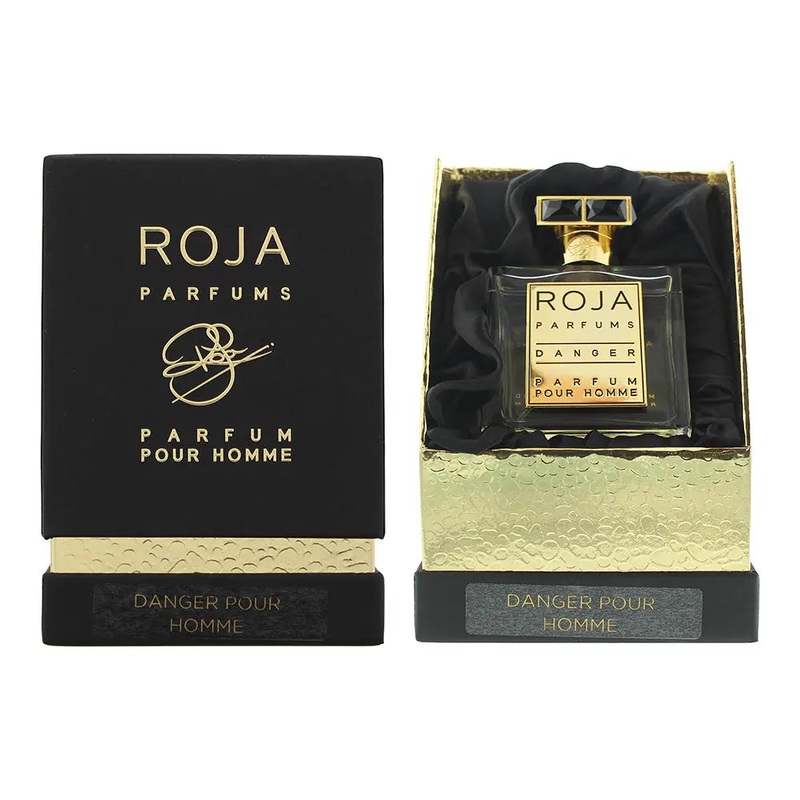 ROJA
PARFUMS
PARFUM
POUR HOMME
DANGER POUR
HOMME
ROJA
PARFUMS
DANGER
PARFUM
POUR HOMME
DANGER POUR
HOMME